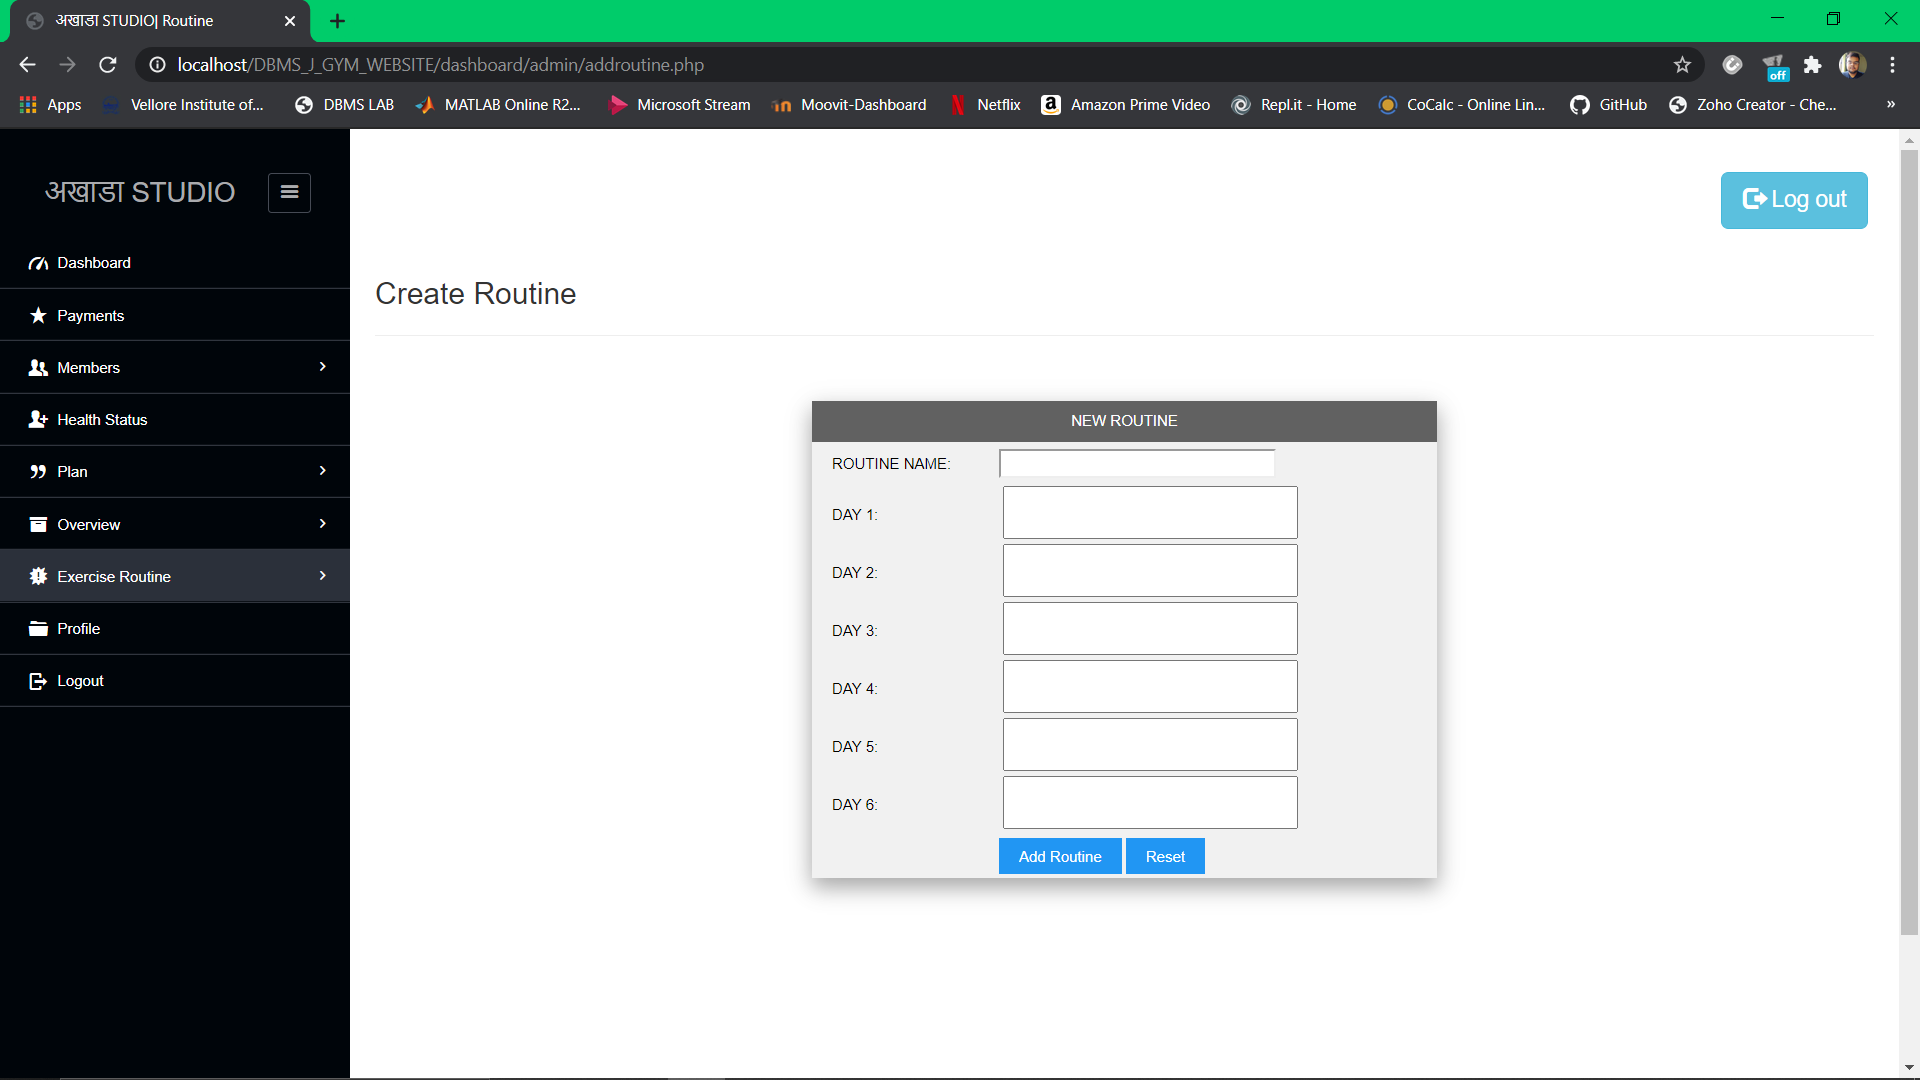 अखाडा STUDIO| Routine
localhost/DBMS_J_GYM_WEBSITE/dashboard/admin/addroutine.php
off
Apps Vellore Institute of... DBMS LAB MATLAB Online R2... Microsoft Stream Moovit-Dashboard Netflix Amazon Prime Video Repl.it - Home CoCalc - Online Lin... GitHub Zoho Creator - Che... »
अखाडा STUDIO
Log out
Dashboard
Payments
Members
Health Status
Plan
Overview
Exercise Routine
Profile
Logout
Create Routine
NEW ROUTINE
ROUTINE NAME:
DAY 1:
DAY 2:
DAY 3:
DAY 4:
DAY 5:
DAY 6:
Add Routine Reset